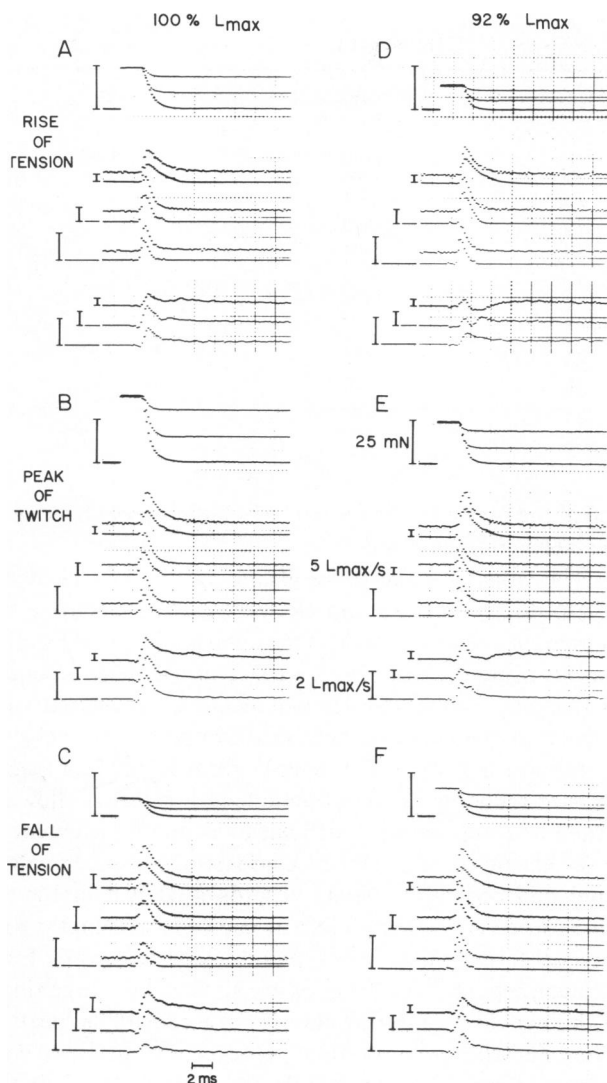 100 % Lmax
92 % Lmax
A
D
RISE
OF
TENSION
B
E
25 mN
PEAK
OF
TWITCH
5 Lmax/s
2 Lmax/s
C
F
FALL
OF
TENSION
2 ms